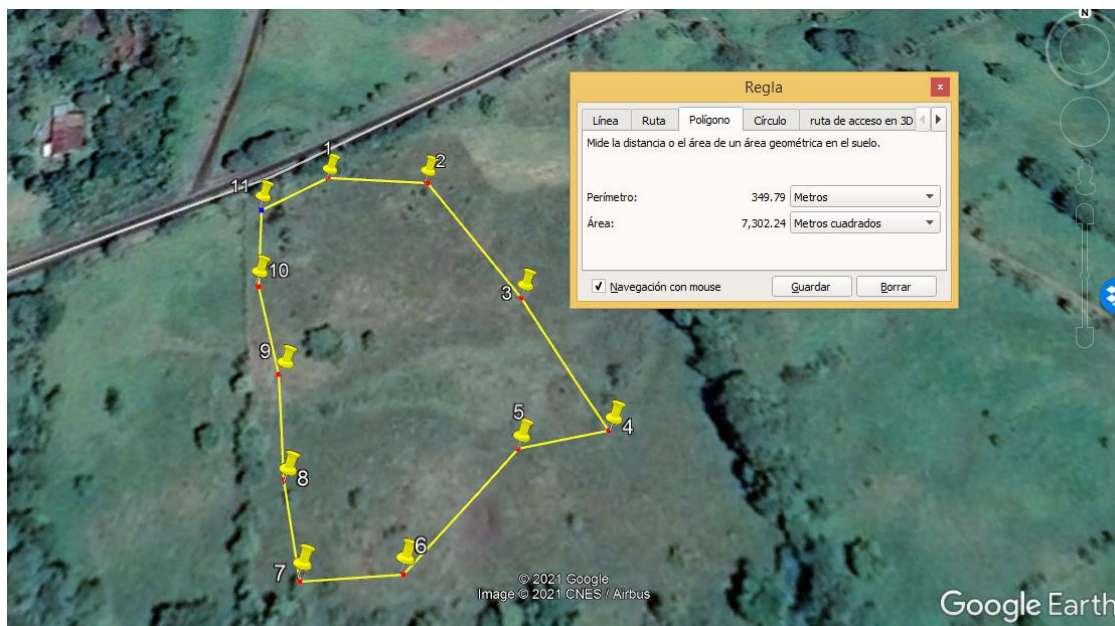 N
Regla
x
Línea Ruta Polígono Círculo ruta de acceso en 3D
Mide la distancia o el área de un área geométrica en el suelo.
Perímetro: 349.79 Metros
Área: 7,302.24 Metros cuadrados
Navegación con mouse Guardar Borrar
1
2
11
10
3
9
5
4
8
6
7
© 2021 Google
Image © 2021 CNES / Airbus
Google Earth